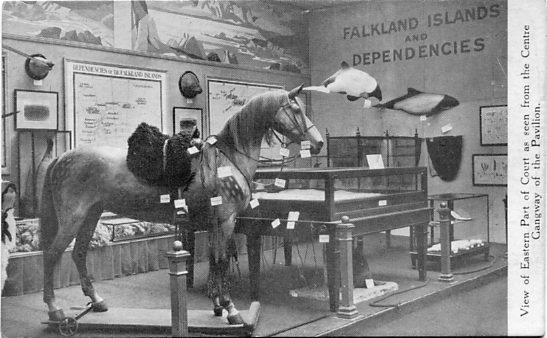 FALKLAND ISLANDS
AND
DEPENDENCIES
DEPENDENCIES OF THE FALKLAND ISLANDS
View of Eastern Part of Court as seen from the Centre
Gangway of the Pavilion.